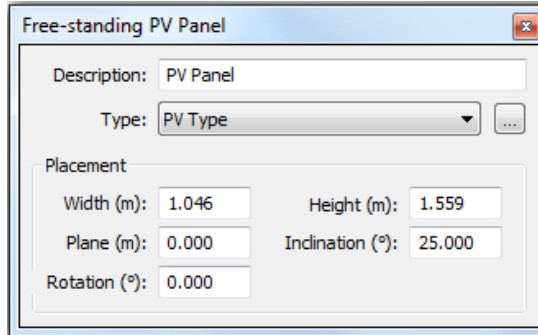 Free-standing PV Panel
Description: PV Panel
Type: PV Type ...
Placement
Width (m): 1.046 Height (m): 1.559
Plane (m): 0.000 Inclination (°): 25.000
Rotation (°): 0.000